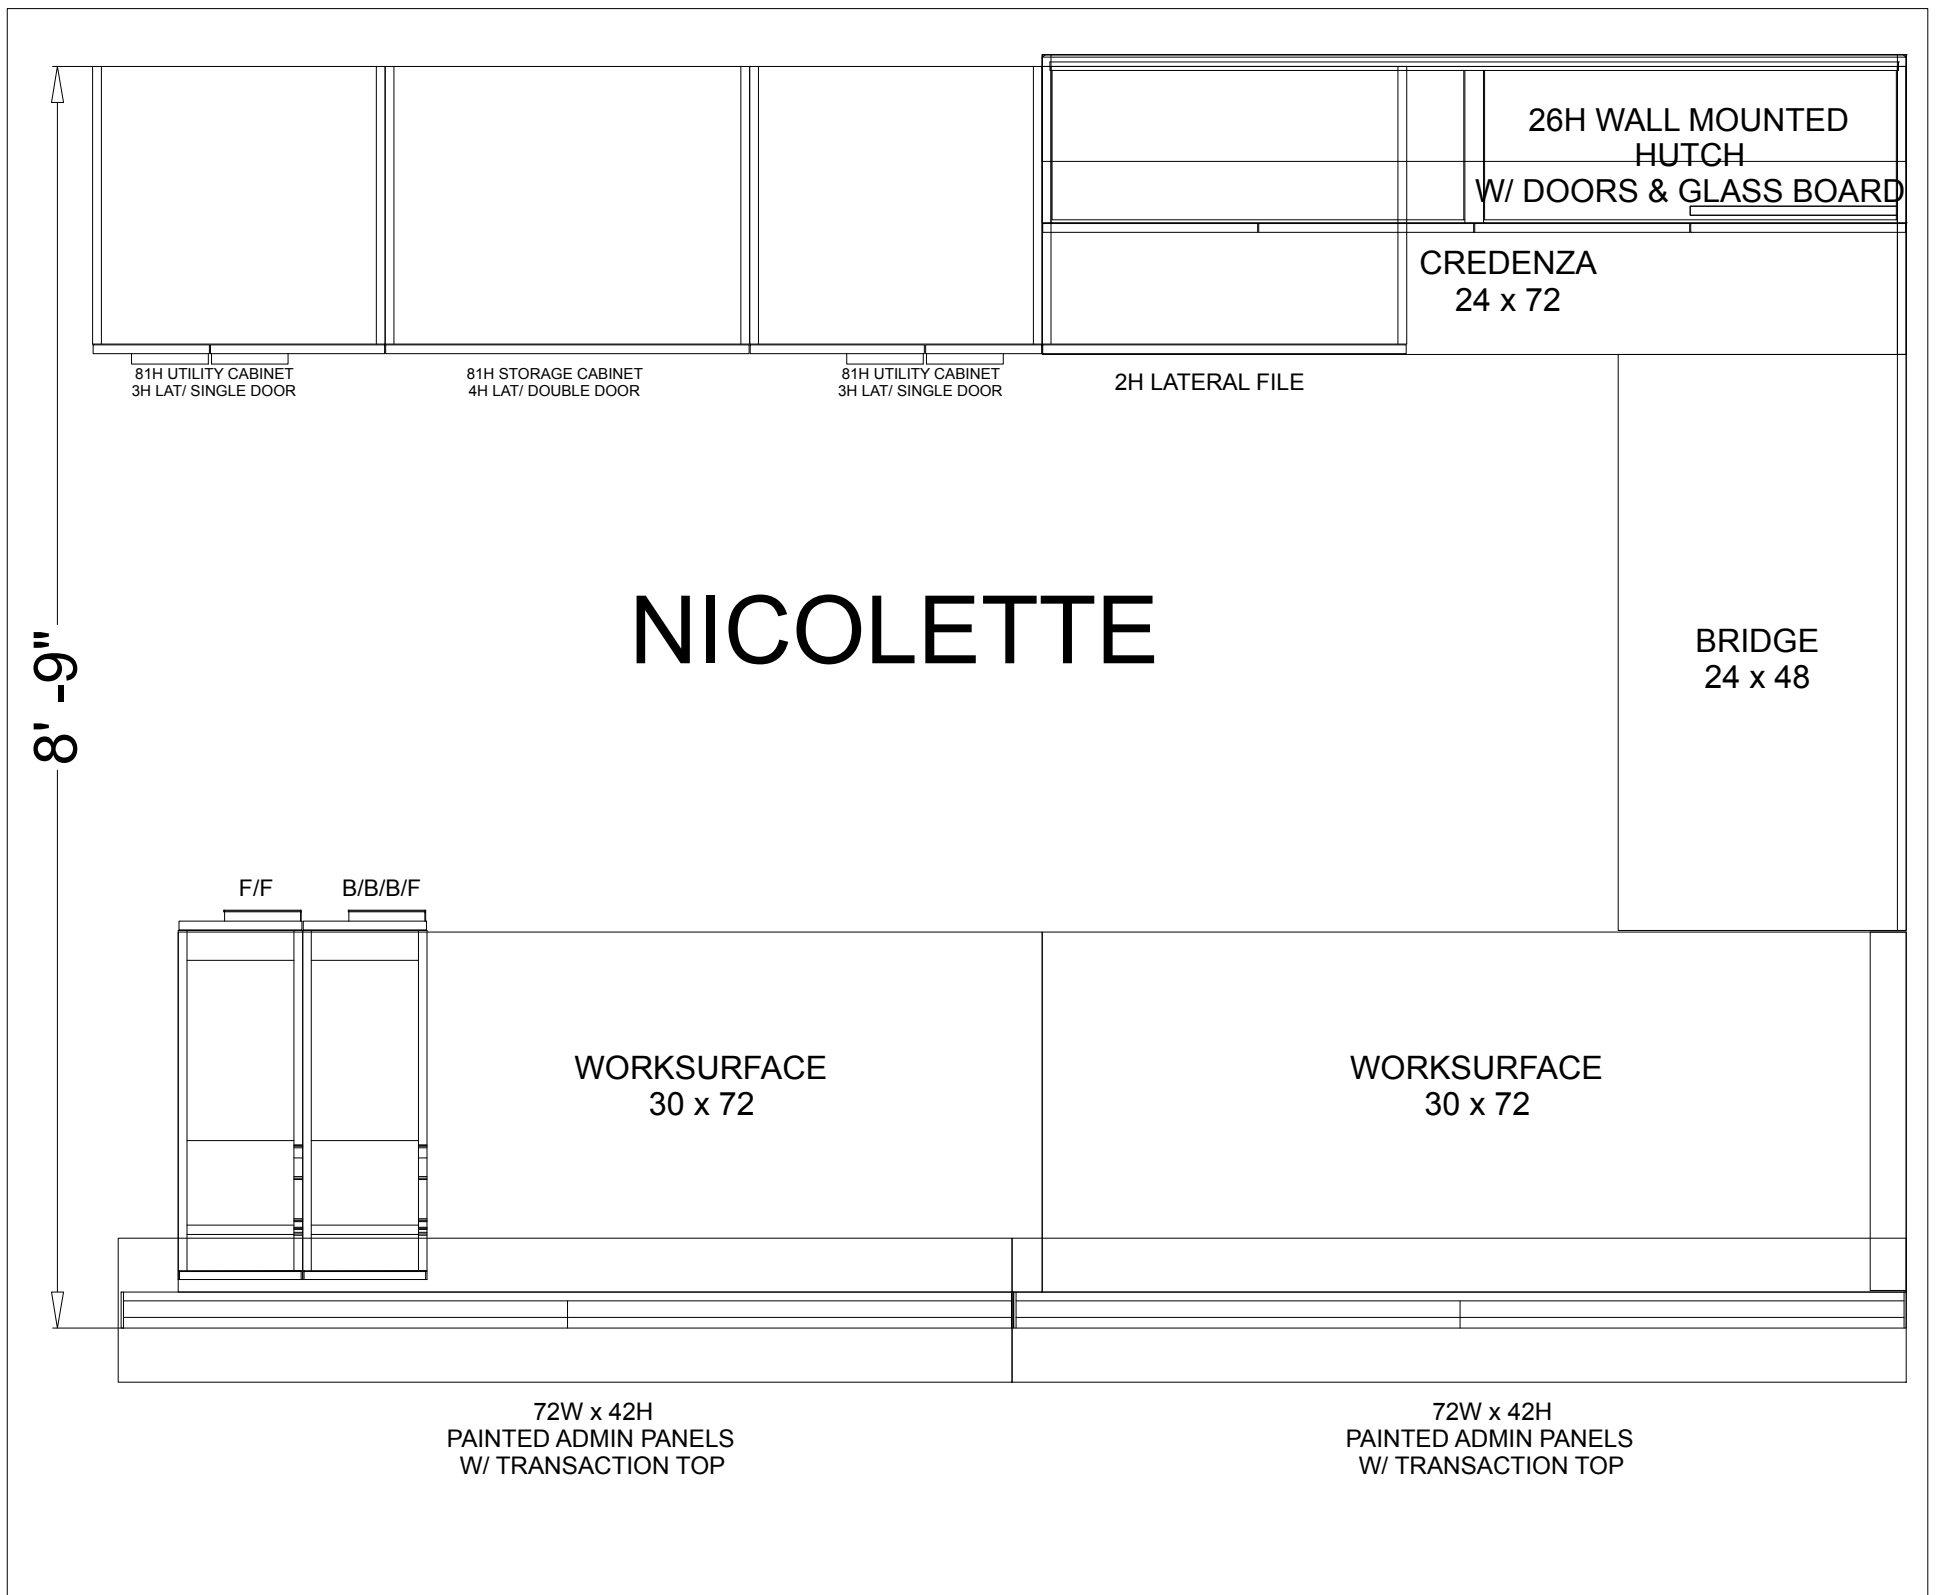 26H WALL MOUNTED
HUTCH
W/ DOORS & GLASS BOARD
CREDENZA
24 x 72
81H UTILITY CABINET
3H LAT/ SINGLE DOOR
81H STORAGE CABINET
4H LAT/ DOUBLE DOOR
81H UTILITY CABINET
3H LAT/ SINGLE DOOR
2H LATERAL FILE
NICOLETTE
8' -9"
BRIDGE
24 x 48
F/F
B/B/B/F
WORKSURFACE
30 x 72
WORKSURFACE
30 x 72
72W x 42H
PAINTED ADMIN PANELS
W/ TRANSACTION TOP
72W x 42H
PAINTED ADMIN PANELS
W/ TRANSACTION TOP